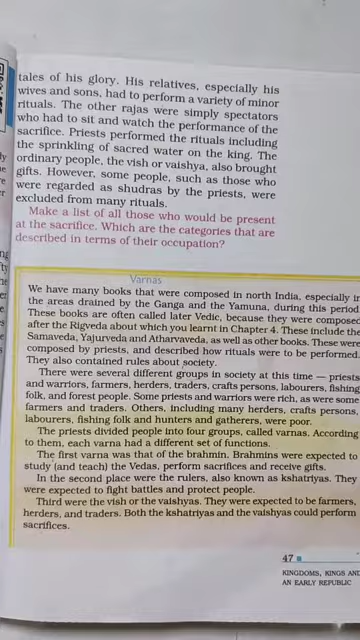 tales of his glory. His relatives, especially his
wives and sons, had to perform a variety of minor
rituals. The other rajas were simply spectators
who had to sit and watch the performance of the
sacrifice. Priests performed the rituals including
the sprinkling of sacred water on the king. The
ordinary people, the vish or vaishya, also brought
gifts. However, some people, such as those who
were regarded as shudras by the priests, were
excluded from many rituals.
Make a list of all those who would be present
at the sacrifice. Which are the categories that are
described in terms of their occupation?
Varnas
We have many books that were composed in north India, especially in
the areas drained by the Ganga and the Yamuna, during this period.
These books are often called later Vedic, because they were composed
after the Rigveda about which you learnt in Chapter 4. These include the
Samaveda, Yajurveda and Atharvaveda, as well as other books. These were
composed by priests, and described how rituals were to be performed.
They also contained rules about society.
There were several different groups in society at this time — priests
and warriors, farmers, herders, traders, crafts persons, labourers, fishing
folk, and forest people. Some priests and warriors were rich, as were some
farmers and traders. Others, including many herders, crafts persons,
labourers, fishing folk and hunters and gatherers, were poor.
The priests divided people into four groups, called varnas. According
to them, each varna had a different set of functions.
The first varna was that of the brahmin. Brahmins were expected to
study (and teach) the Vedas, perform sacrifices and receive gifts.
In the second place were the rulers, also known as kshatriyas. They
were expected to fight battles and protect people.
Third were the vish or the vaishyas. They were expected to be farmers,
herders, and traders. Both the kshatriyas and the vaishyas could perform
sacrifices.
47
KINGDOMS, KINGS AND
AN EARLY REPUBLIC